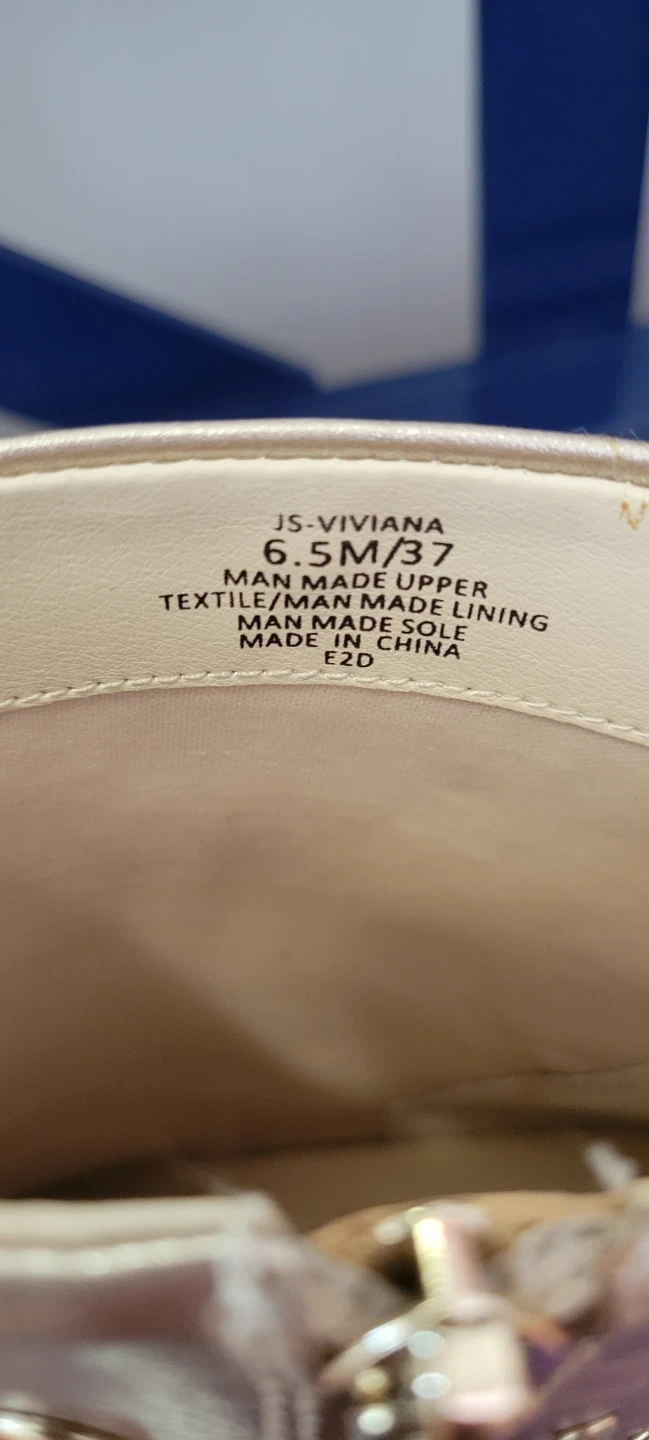 JS-VIVIANA
6.5M/37
MAN MADE UPPER
TEXTILE/MAN MADE LINING
MAN MADE SOLE
MADE IN CHINA
E2D